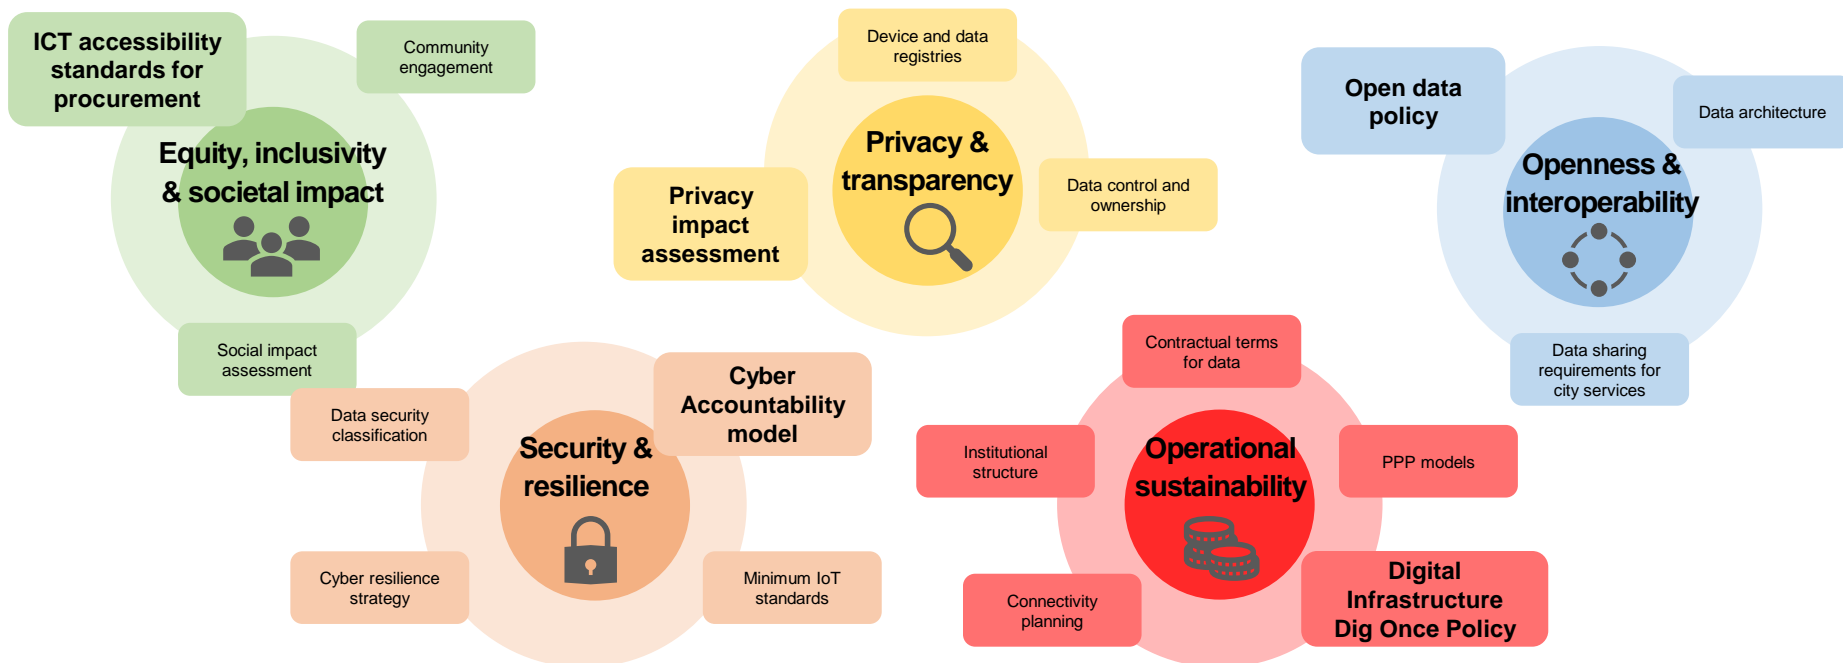 ICT accessibility
standards for
procurement
Community
engagement
Equity, inclusivity
& societal impact
Social impact
assessment
Device and data
registries
Privacy &
transparency
Privacy
impact
assessment
Data control and
ownership
Open data
policy
Data architecture
Openness &
interoperability
Data sharing
requirements for
city services
Data security
classification
Cyber
Accountability
model
Security &
resilience
Cyber resilience
strategy
Minimum IoT
standards
Contractual terms
for data
Institutional
structure
Operational
sustainability
PPP models
Connectivity
planning
Digital
Infrastructure
Dig Once Policy